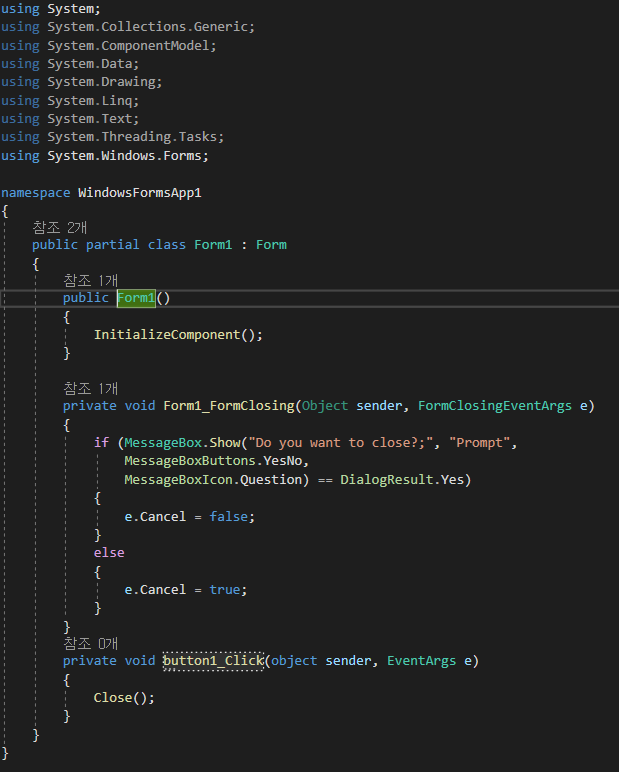 using System;
using System.Collections.Generic;
using System.ComponentModel;
using System.Data;
using System.Drawing;
using System.Linq;
using System.Text;
using System.Threading.Tasks;
using System.Windows.Forms;
namespace WindowsFormsApp1
{
참조 2개
public partial class Form1 : Form
{
참조 1개
public Form1()
{
InitializeComponent();
}
참조 1개
private void Form1_FormClosing(Object sender, FormClosingEventArgs e)
{
if (MessageBox.Show("Do you want to close?;", "Prompt",
MessageBoxButtons.YesNo,
MessageBoxIcon.Question) == DialogResult.Yes)
{
e.Cancel = false;
}
else
{
e.Cancel = true;
}
}
참조 0개
private void button1_Click(object sender, EventArgs e)
{
Close();
}
}
}